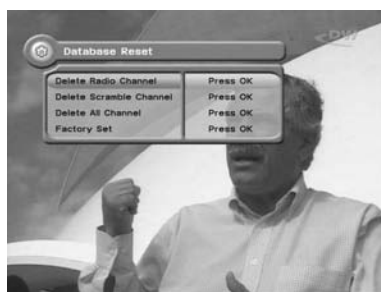 DW
Database Reset
Delete Radio Channel Press OK
Delete Scramble Channel Press OK
Delete All Channel Press OK
Factory Set Press OK